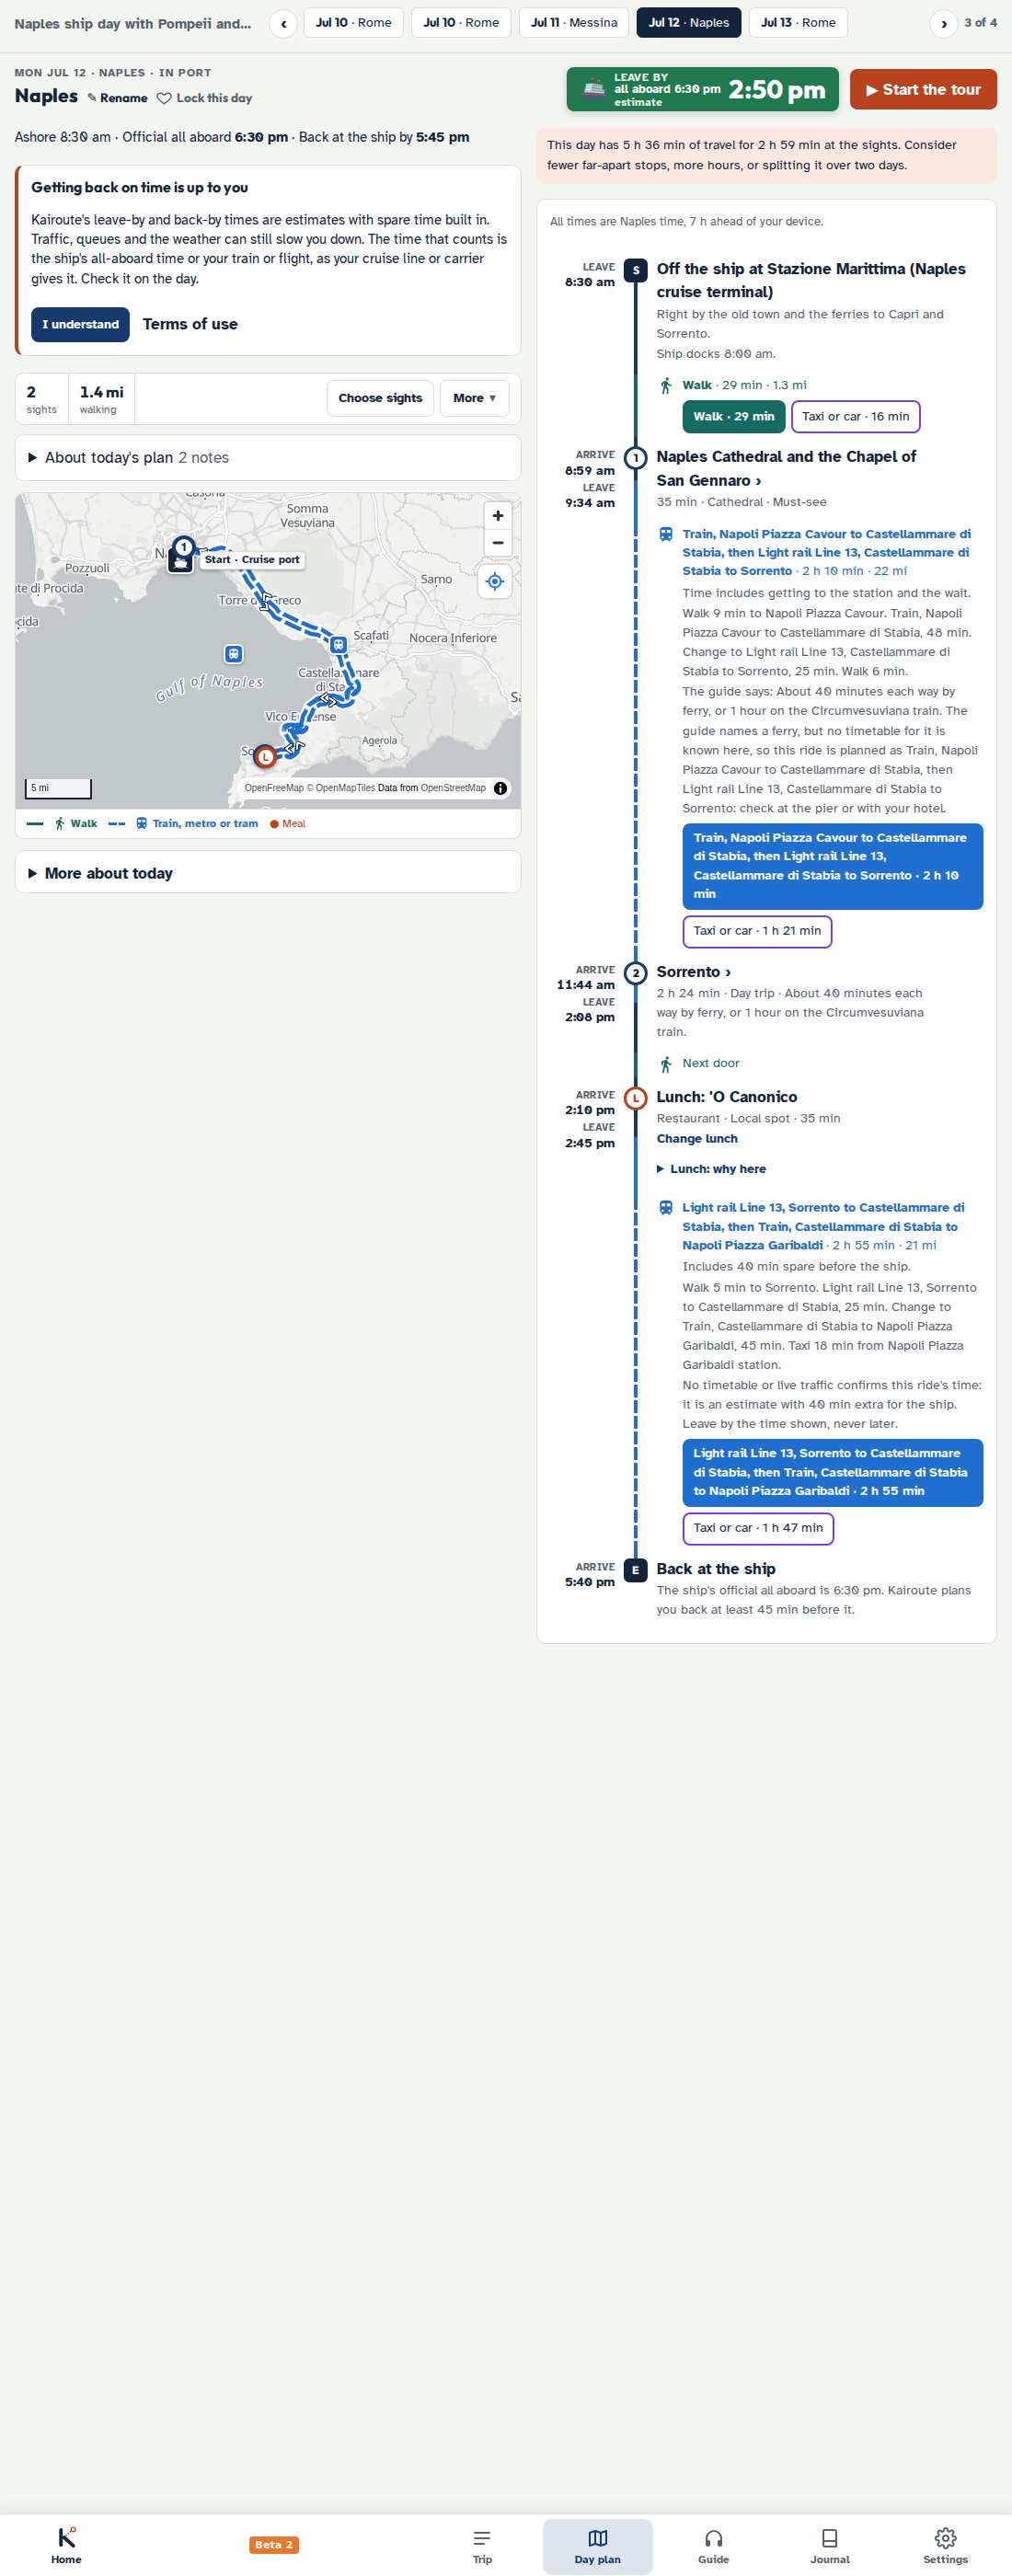 Naples ship day with Pompeii and...
‹
Jul 10 · Rome
Jul 10 · Rome
Jul 11 · Messina
Jul 12 · Naples
Jul 13 · Rome
›
3 of 4
MON JUL 12 · NAPLES · IN PORT
Naples
✎ Rename
Lock this day
LEAVE BY
all aboard 6:30 pm
estimate
2:50 pm
▶ Start the tour
Ashore 8:30 am · Official all aboard 6:30 pm · Back at the ship by 5:45 pm
Getting back on time is up to you
Kairoute's leave-by and back-by times are estimates with spare time built in.
Traffic, queues and the weather can still slow you down. The time that counts is
the ship's all-aboard time or your train or flight, as your cruise line or carrier
gives it. Check it on the day.
I understand
Terms of use
2
sights
1.4 mi
walking
Choose sights
More ▼
▶ About today's plan 2 notes
Casoria
Somma
Vesuviana
Start · Cruise port
Pozzuoli
te di Procida
cida
Torre d
Greco
Sarno
Scafati
Nocera Inferiore
Gulf of Naples
Castella
mare
di Sta
Vico E
ense
Agerola
So
Sa
+
−
1
L
5 mi
OpenFreeMap © OpenMapTiles Data from OpenStreetMap
Walk
Train, metro or tram
Meal
▶ More about today
This day has 5 h 36 min of travel for 2 h 59 min at the sights. Consider
fewer far-apart stops, more hours, or splitting it over two days.
All times are Naples time, 7 h ahead of your device.
LEAVE
8:30 am
S
Off the ship at Stazione Marittima (Naples
cruise terminal)
Right by the old town and the ferries to Capri and
Sorrento.
Ship docks 8:00 am.
Walk · 29 min · 1.3 mi
Walk · 29 min
Taxi or car · 16 min
ARRIVE
8:59 am
LEAVE
9:34 am
1
Naples Cathedral and the Chapel of
San Gennaro ›
35 min · Cathedral · Must-see
Train, Napoli Piazza Cavour to Castellammare di
Stabia, then Light rail Line 13, Castellammare di
Stabia to Sorrento · 2 h 10 min · 22 mi
Time includes getting to the station and the wait.
Walk 9 min to Napoli Piazza Cavour. Train, Napoli
Piazza Cavour to Castellammare di Stabia, 48 min.
Change to Light rail Line 13, Castellammare di
Stabia to Sorrento, 25 min. Walk 6 min.
The guide says: About 40 minutes each way by
ferry, or 1 hour on the Circumvesuviana train. The
guide names a ferry, but no timetable for it is
known here, so this ride is planned as Train, Napoli
Piazza Cavour to Castellammare di Stabia, then
Light rail Line 13, Castellammare di Stabia to
Sorrento: check at the pier or with your hotel.
Train, Napoli Piazza Cavour to Castellammare
di Stabia, then Light rail Line 13,
Castellammare di Stabia to Sorrento · 2 h 10
min
Taxi or car · 1 h 21 min
ARRIVE
11:44 am
LEAVE
2:08 pm
2
Sorrento ›
2 h 24 min · Day trip · About 40 minutes each
way by ferry, or 1 hour on the Circumvesuviana
train.
Next door
ARRIVE
2:10 pm
LEAVE
2:45 pm
L
Lunch: 'O Canonico
Restaurant · Local spot · 35 min
Change lunch
▶ Lunch: why here
Light rail Line 13, Sorrento to Castellammare di
Stabia, then Train, Castellammare di Stabia to
Napoli Piazza Garibaldi · 2 h 55 min · 21 mi
Includes 40 min spare before the ship.
Walk 5 min to Sorrento. Light rail Line 13, Sorrento
to Castellammare di Stabia, 25 min. Change to
Train, Castellammare di Stabia to Napoli Piazza
Garibaldi, 45 min. Taxi 18 min from Napoli Piazza
Garibaldi station.
No timetable or live traffic confirms this ride's time:
it is an estimate with 40 min extra for the ship.
Leave by the time shown, never later.
Light rail Line 13, Sorrento to Castellammare
di Stabia, then Train, Castellammare di Stabia
to Napoli Piazza Garibaldi · 2 h 55 min
Taxi or car · 1 h 47 min
ARRIVE
5:40 pm
E
Back at the ship
The ship's official all aboard is 6:30 pm. Kairoute plans
you back at least 45 min before it.
Home
Beta 2
Trip
Day plan
Guide
Journal
Settings